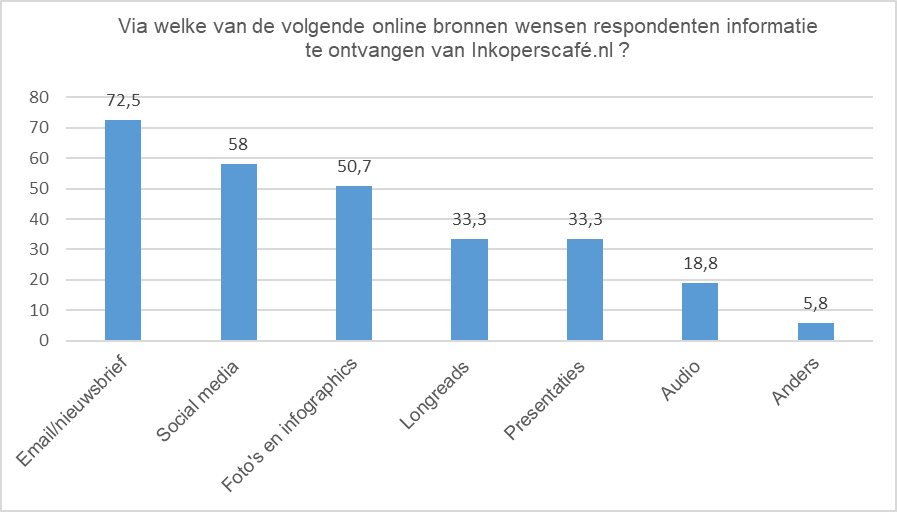 Via welke van de volgende online bronnen wensen respondenten informatie
te ontvangen van Inkoperscafé.nl ?
80
70
60
50
40
30
20
10
0
72,5
58
50,7
33,3
33,3
18,8
5,8
Email/nieuwsbrief
Social media
Foto's en infographics
Longreads
Presentaties
Audio
Anders